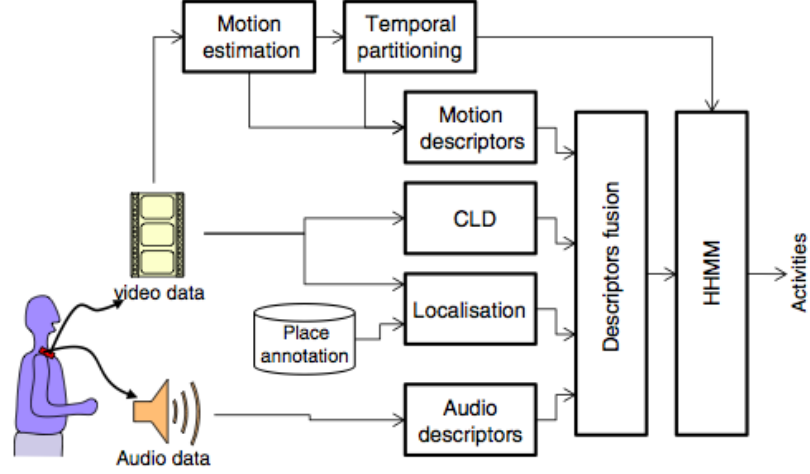 Motion
estimation
Temporal
partitioning
Motion
descriptors
CLD
video data
Localisation
Place
annotation
Audio
descriptors
Audio data
Descriptors fusion
HHMM
Activities